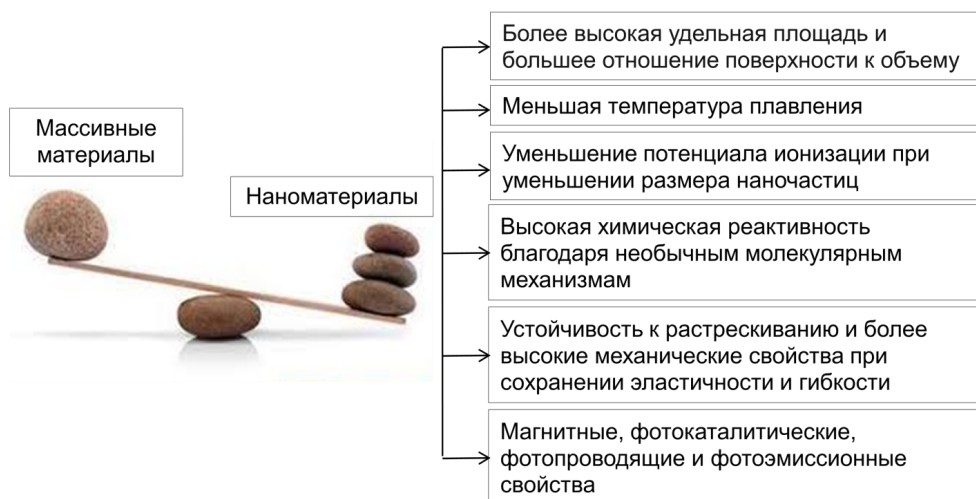 Массивные
материалы
Наноматериалы
Более высокая удельная площадь и
большее отношение поверхности к объему
Меньшая температура плавления
Уменьшение потенциала ионизации при
уменьшении размера наночастиц
Высокая химическая реактивность
благодаря необычным молекулярным
механизмам
Устойчивость к растрескиванию и более
высокие механические свойства при
сохранении эластичности и гибкости
Магнитные, фотокаталитические,
фотопроводящие и фотоэмиссионные
свойства